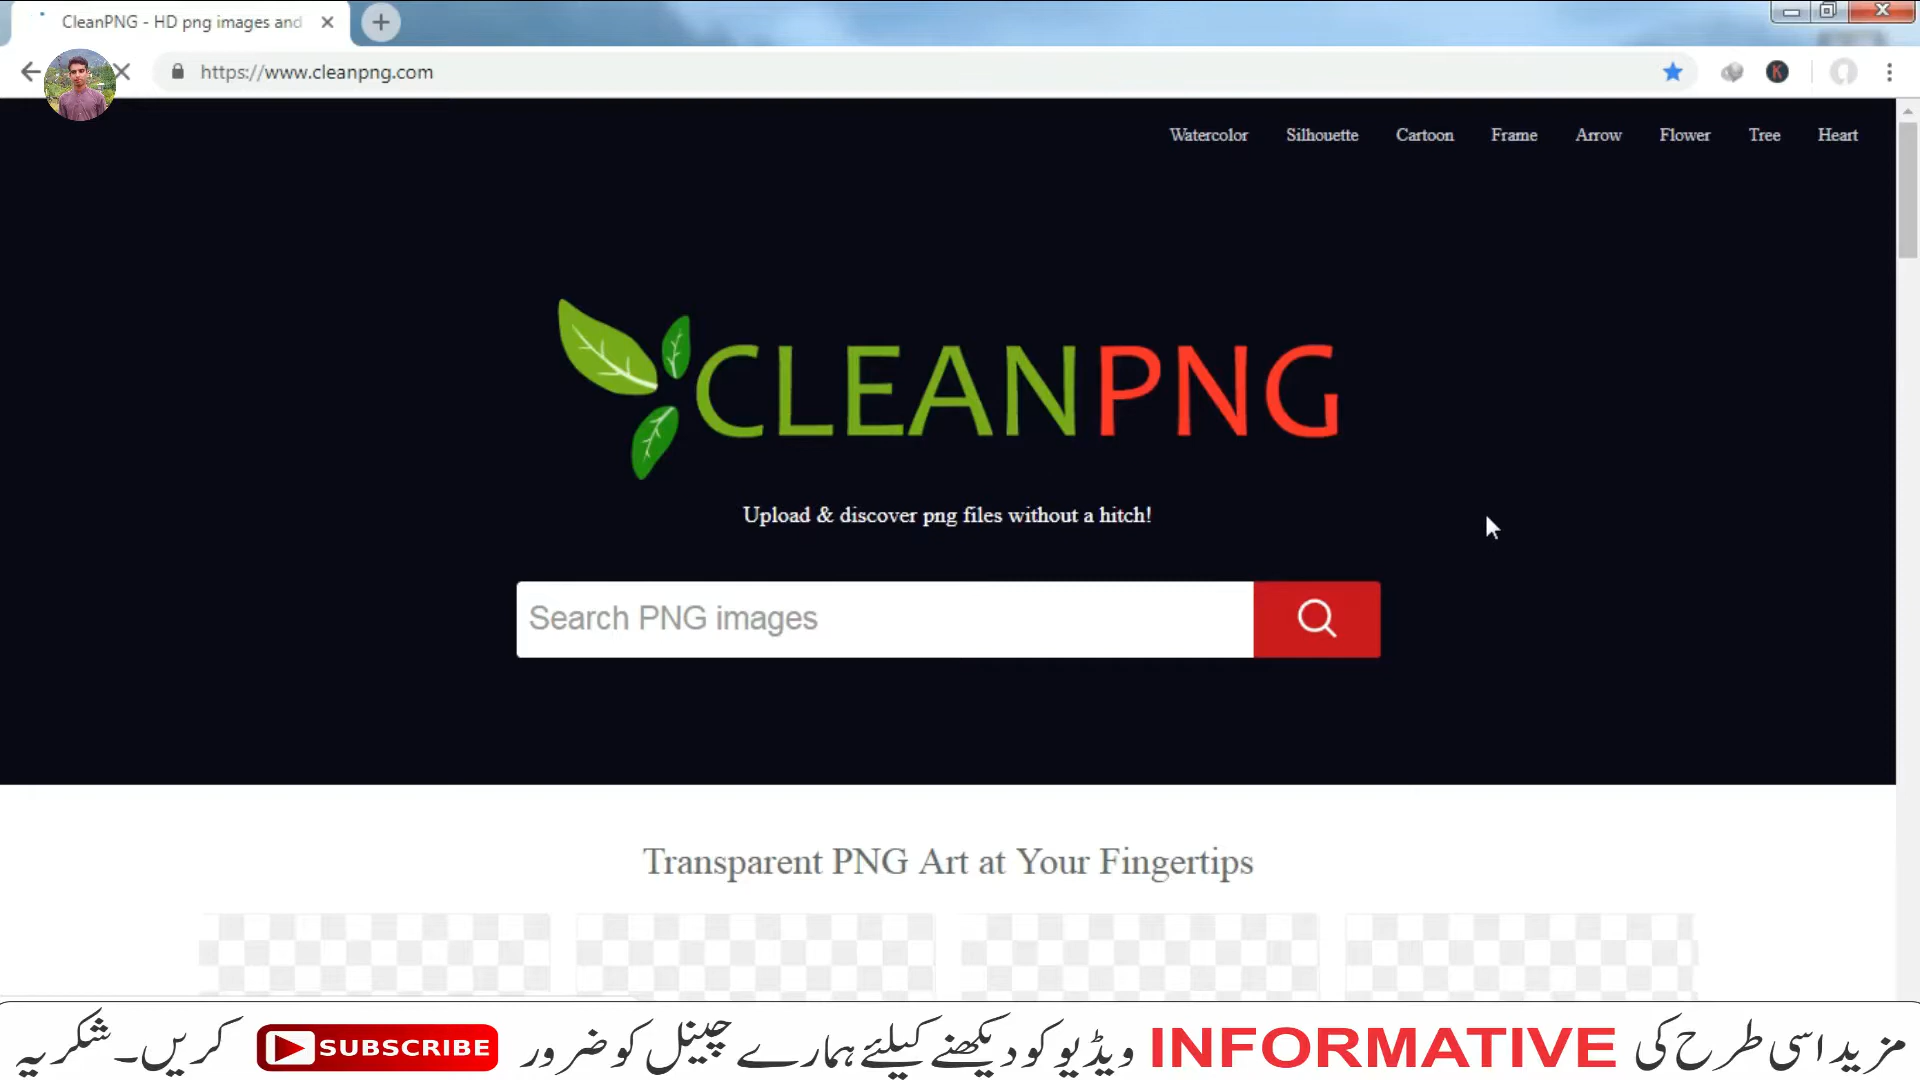 CleanPNG - HD png images and
https://www.cleanpng.com
K
Watercolor Silhouette Cartoon Frame Arrow Flower Tree Heart
CLEANPNG
Upload & discover png files without a hitch!
Search PNG images
Transparent PNG Art at Your Fingertips
مزید اسی طرح کی INFORMATIVE ویڈیو کو دیکھنے کیلئے ہمارے چینل کو ضرور SUBSCRIBE کریں۔ شکریہ